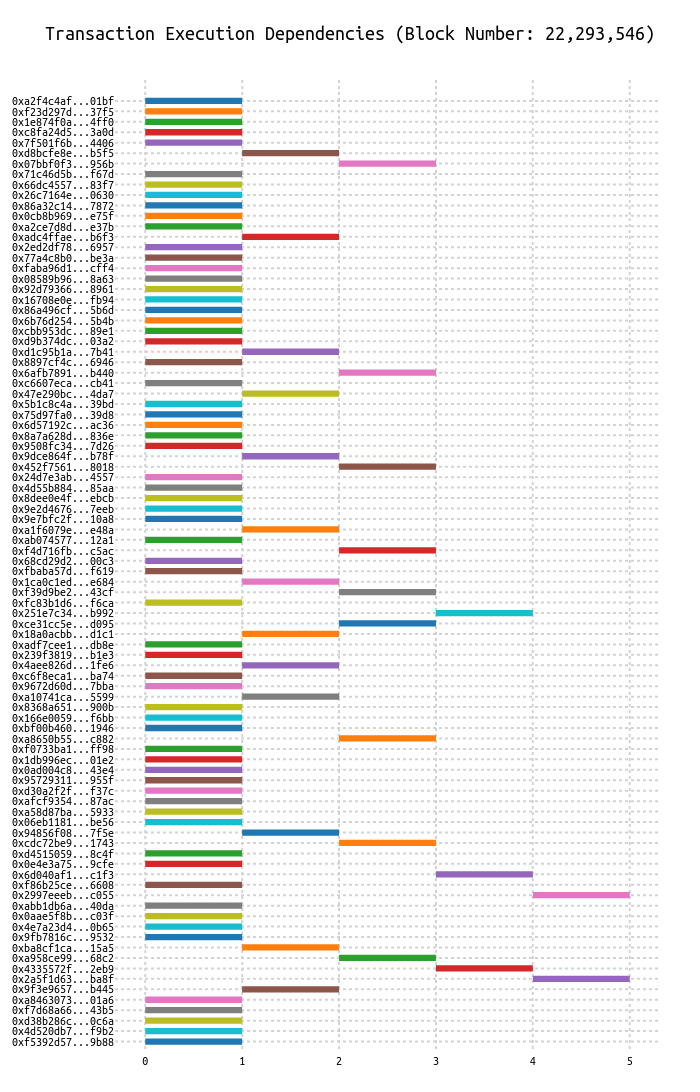 Transaction Execution Dependencies (Block Number: 22,293,546)
0xa2f4c4af...01bf
0xf23d297d...37f5
0x1e874f0a...4ff0
0xc8fa24d5...3a0d
0x7f501f6b...4406
0xd8bcfe8e...b5f5
0x07bbf0f3...956b
0x71c46d5b...f67d
0x66dc4557...83f7
0x26c7164e...0630
0x86a32c14...7872
0x0cb8b969...e75f
0xa2ce7d8d...e37b
0xadc4ffae...b6f3
0x2ed2df78...6957
0x77a4c8b0...be3a
0xfaba96d1...cff4
0x08589b96...8a63
0x92d79366...8961
0x16708e0e...fb94
0x86a496cf...5b6d
0x6b76d254...5b4b
0xcbb953dc...89e1
0xd9b374dc...03a2
0xd1c95b1a...7b41
0x8897cf4c...6946
0x6afb7891...b440
0xc6607eca...cb41
0x47e290bc...4da7
0x5b1c8c4a...39bd
0x75d97fa0...39d8
0x6d57192c...ac36
0x8a7a628d...836e
0x9508fc34...7d26
0x9dce864f...b78f
0x452f7561...8018
0x24d7e3ab...4557
0x4d55b884...85aa
0x8dee0e4f...ebcb
0x9e2d4676...7eeb
0x9e7bfc2f...10a8
0xa1f6079e...e48a
0xab074577...12a1
0xf4d716fb...c5ac
0x68cd29d2...00c3
0xfbaba57d...f619
0x1ca0c1ed...e684
0xf39d9be2...43cf
0xfc83b1d6...f6ca
0x251e7c34...b992
0xce31cc5e...d095
0x18a0acbb...d1c1
0xadf7cee1...db8e
0x239f3819...b1e3
0x4aee826d...1fe6
0xc6f8eca1...ba74
0x9672d60d...7bba
0xa10741ca...5599
0x8368a651...900b
0x166e0059...f6bb
0xbf00b460...1946
0xa8650b55...c882
0xf0733ba1...ff98
0x1db996ec...01e2
0x0ad004c8...43e4
0x95729311...955f
0xd30a2f2f...f37c
0xafcf9354...87ac
0xa58d87ba...5933
0x06eb1181...be56
0x94856f08...7f5e
0xcdc72be9...1743
0xd4515059...8c4f
0x0e4e3a75...9cfe
0x6d040af1...c1f3
0xf86b25ce...6608
0x2997eeeb...c055
0xabb1db6a...40da
0x0aae5f8b...c03f
0x4e7a23d4...0b65
0x9fb7816c...9532
0xba8cf1ca...15a5
0xa958ce99...68c2
0x4335572f...2eb9
0x2a5f1d63...ba8f
0x9f3e9657...b445
0xa8463073...01a6
0xf7d68a66...43b5
0xd38b286c...0c6a
0x4d520db7...f9b2
0xf5392d57...9b88
0 1 2 3 4 5